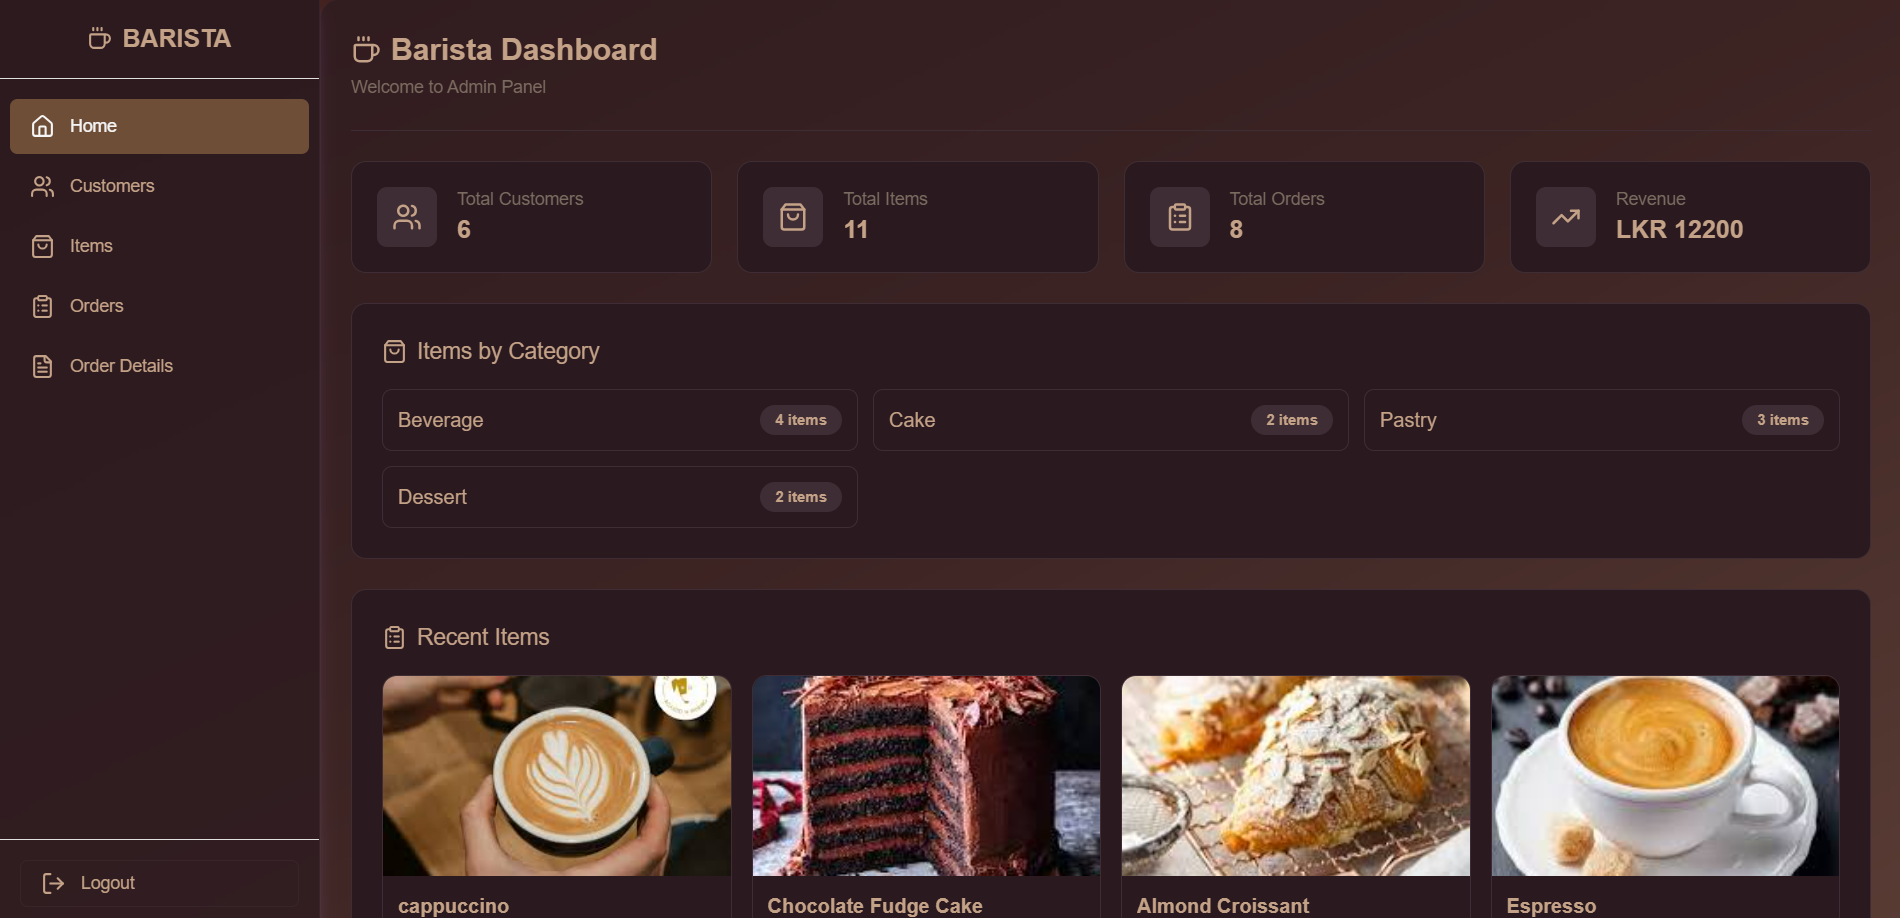 BARISTA
Home
Customers
Items
Orders
Order Details
Logout
Barista Dashboard
Welcome to Admin Panel
Total Customers
6
Total Items
11
Total Orders
8
Revenue
LKR 12200
Items by Category
Beverage
4 items
Cake
2 items
Pastry
3 items
Dessert
2 items
Recent Items
cappuccino
Chocolate Fudge Cake
Almond Croissant
Espresso